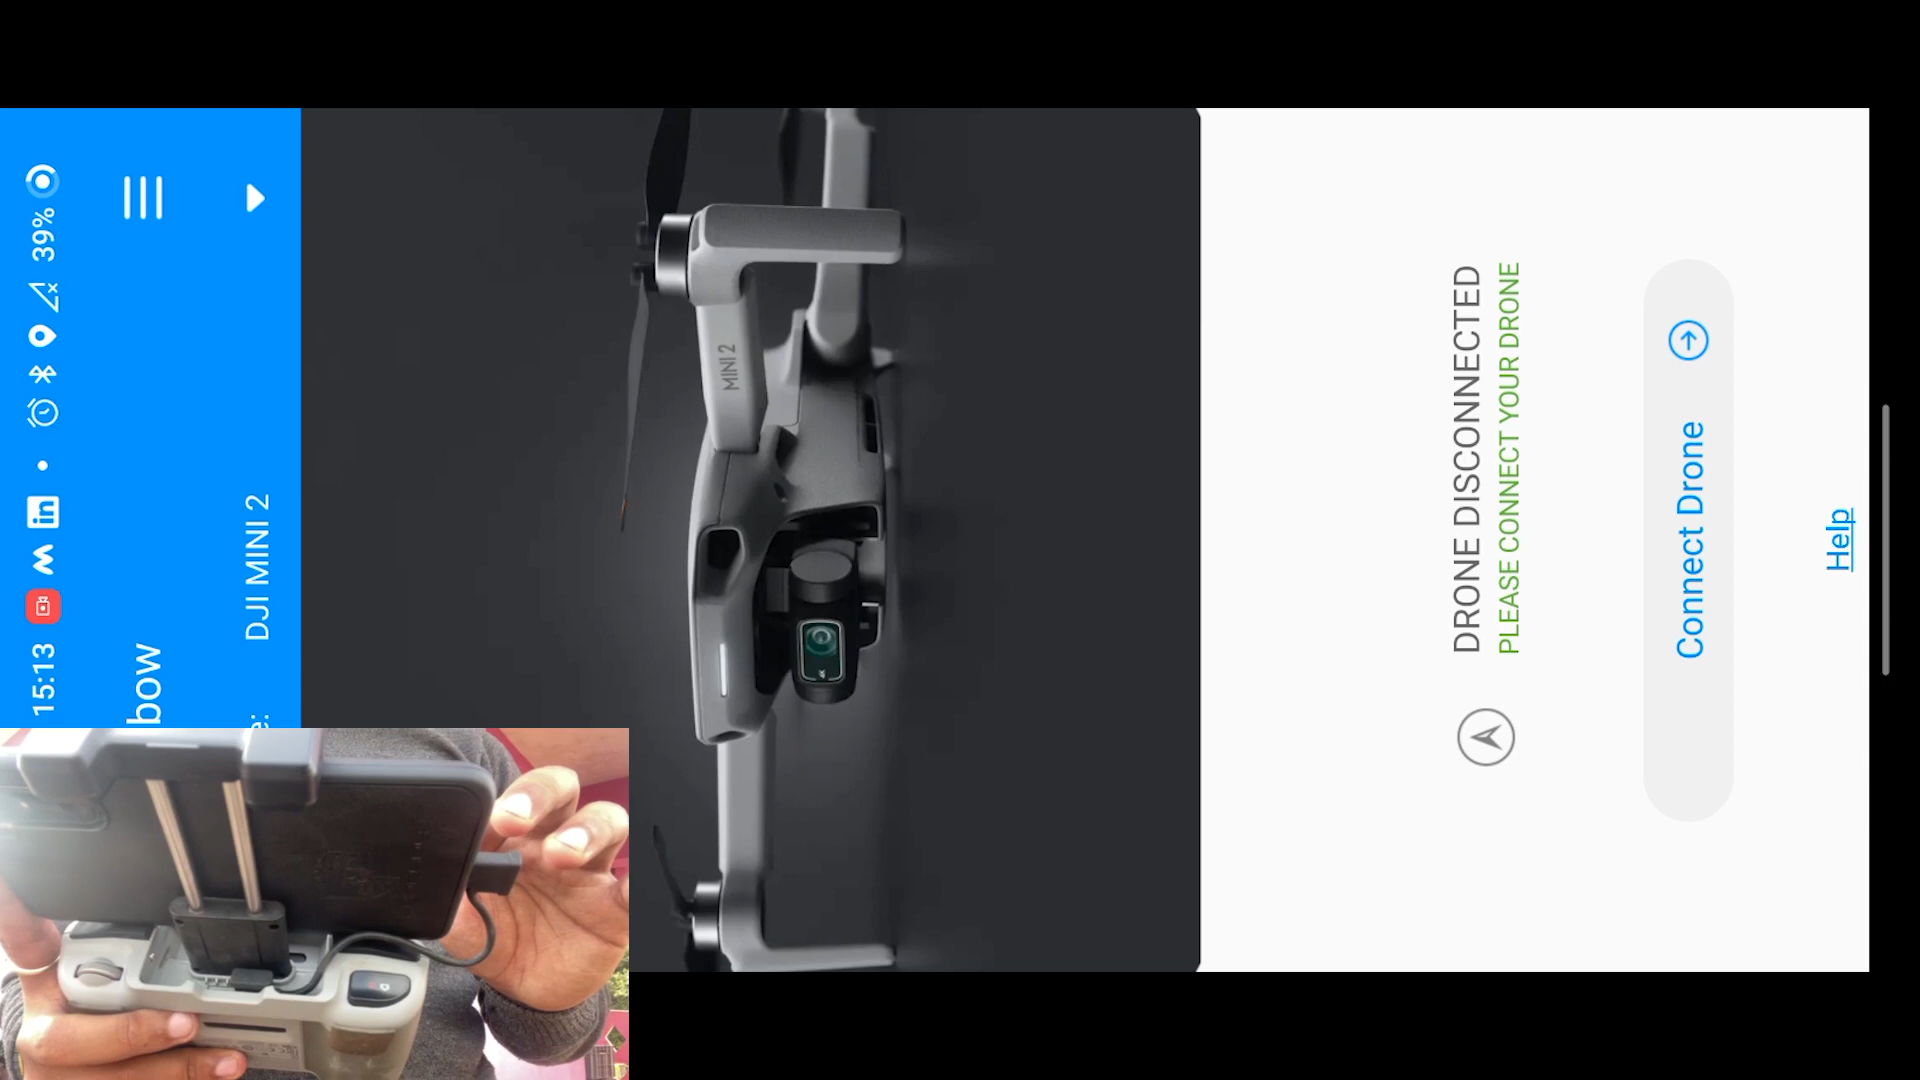 15:13
39%
bow
e:
DJI MINI 2
MINI 2
DRONE DISCONNECTED
PLEASE CONNECT YOUR DRONE
Connect Drone
Help